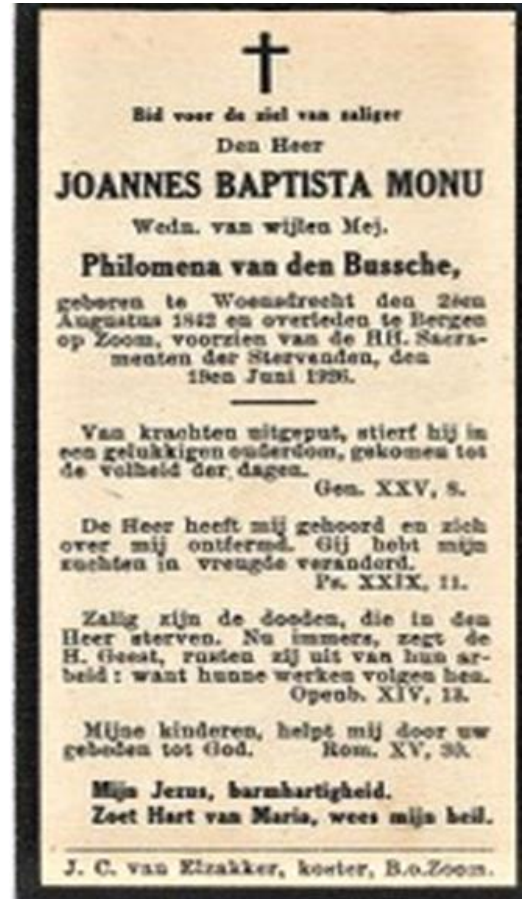 Bid voor de ziel van zaliger
Den Heer
JOANNES BAPTISTA MONU
Wedn. van wijlen Mej.
Philomena van den Bussche,
geboren te Woensdrecht den 2den
Augustus 1842 en overleden te Bergen
op Zoom, voorzien van de HH. Sacra-
menten der Stervenden, den
19en Juni 1926.
Van krachten uitgeput, stierf hij in
een gelukkigen ouderdom, gekomen tot
de volheid der dagen.
Gen. XXV, 8.
De Heer heeft mij gehoord en zich
over mij ontfermd. Gij hebt mijn
zuchten in vreugde veranderd.
Ps. XXIX, 11.
Zalig zijn de dooden, die in den
Heer sterven. Nu immers, zegt de
H. Geest, rusten zij uit van hun ar-
beid : want hunne werken volgen hen.
Openb. XIV, 13.
Mijne kinderen, helpt mij door uw
gebeden tot God. Rom. XV, 30.
Mijn Jezus, barmhartigheid.
Zoet Hart van Maria, wees mijn heil.
J. C. van Elzakker, koster, B.o.Zoom.